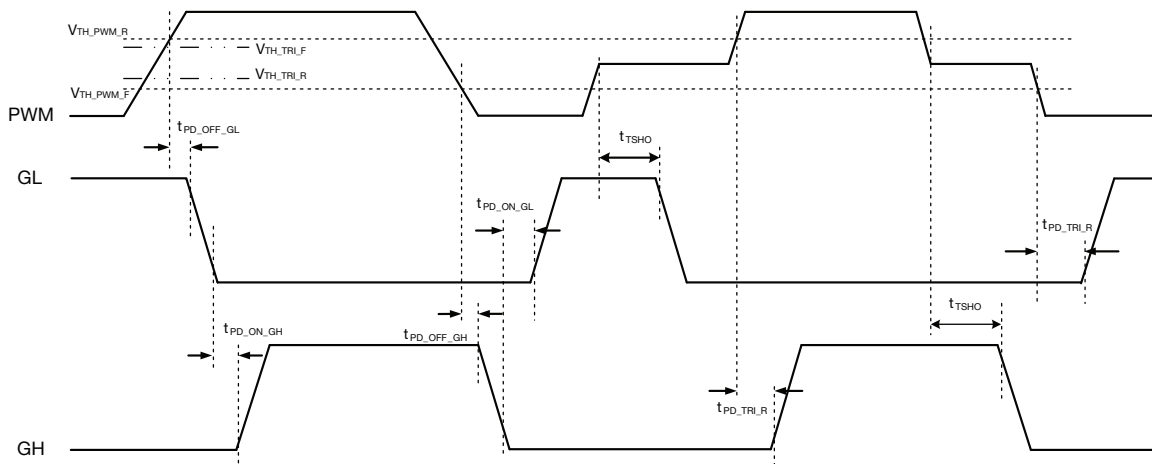 VTH_PWM_R
VTH_TRI_F
VTH_TRI_R
VTH_PWM_F
PWM
tPD_OFF_GL
tTSHO
GL
tPD_ON_GL
tPD_TRI_R
tTSHO
tPD_ON_GH
tPD_OFF_GH
tPD_TRI_R
GH